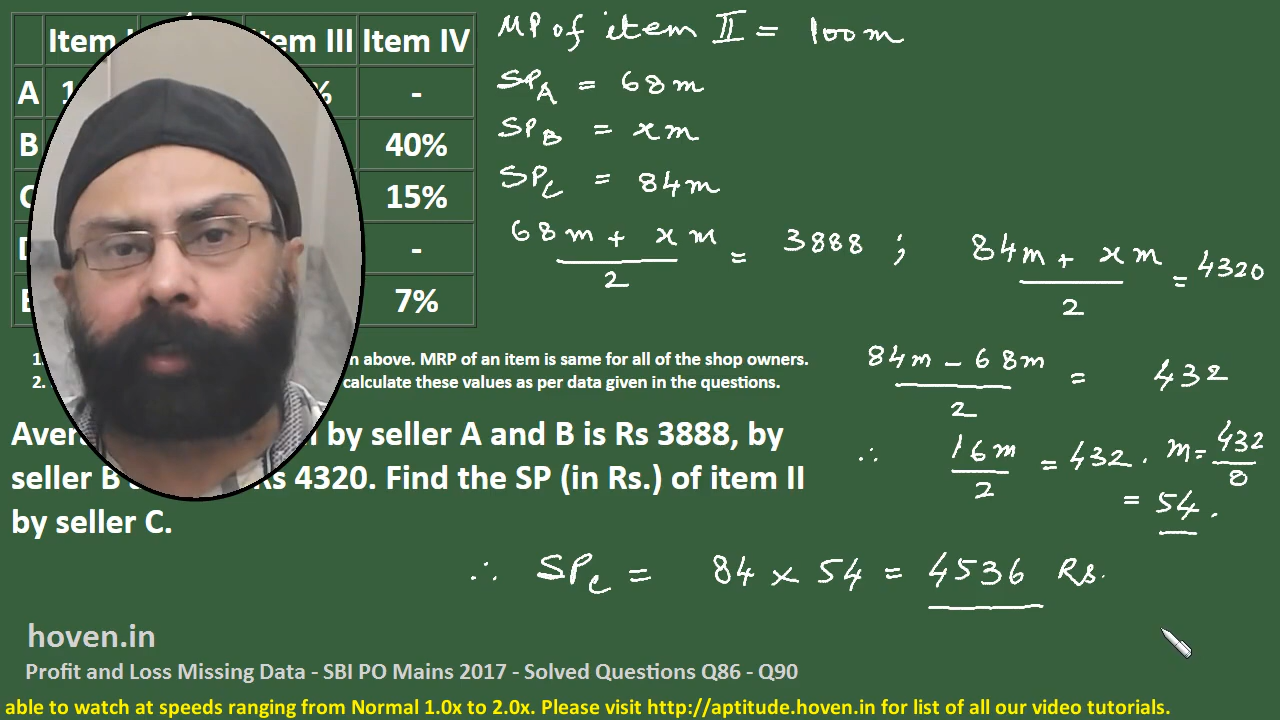 Item III Item IV
A 1 % -
B 40%
15%
-
7%
MP of item II = 100m
SPA = 68m
SPB = xm
SPC = 84m
68m + xm / 2 = 3888 ; 84m + xm / 2 = 4320
84m - 68m / 2 = 432
∴ 16m / 2 = 432. m = 432 / 8
= 54.
∴ SPC = 84 × 54 = 4536 Rs.
1. above. MRP of an item is same for all of the shop owners.
2. calculate these values as per data given in the questions.
by seller A and B is Rs 3888, by
seller B Rs 4320. Find the SP (in Rs.) of item II
by seller C.
hoven.in
Profit and Loss Missing Data - SBI PO Mains 2017 - Solved Questions Q86 - Q90
able to watch at speeds ranging from Normal 1.0x to 2.0x. Please visit http://aptitude.hoven.in for list of all our video tutorials.